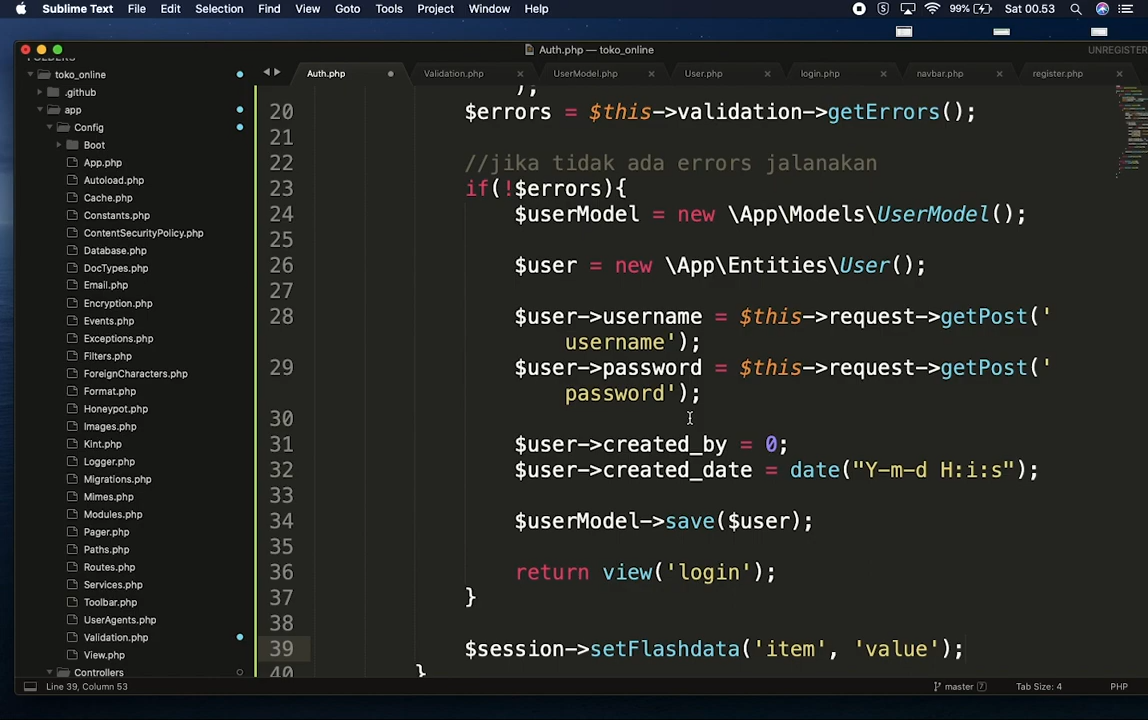 Sublime Text File Edit Selection Find View Goto Tools Project Window Help 99% Sat 00.53
Auth.php — toko_online UNREGISTER
FOLDERS
toko_online
.github
app
Config
Boot
App.php
Autoload.php
Cache.php
Constants.php
ContentSecurityPolicy.php
Database.php
DocTypes.php
Email.php
Encryption.php
Events.php
Exceptions.php
Filters.php
ForeignCharacters.php
Format.php
Honeypot.php
Images.php
Kint.php
Logger.php
Migrations.php
Mimes.php
Modules.php
Pager.php
Paths.php
Routes.php
Services.php
Toolbar.php
UserAgents.php
Validation.php
View.php
Controllers
Auth.php Validation.php UserModel.php User.php login.php navbar.php register.php
);
20 $errors = $this->validation->getErrors();
21
22 //jika tidak ada errors jalanakan
23 if(!$errors){
24 $userModel = new \App\Models\UserModel();
25
26 $user = new \App\Entities\User();
27
28 $user->username = $this->request->getPost('
username');
29 $user->password = $this->request->getPost('
password');
30
31 $user->created_by = 0;
32 $user->created_date = date("Y-m-d H:i:s");
33
34 $userModel->save($user);
35
36 return view('login');
37 }
38
39 $session->setFlashdata('item', 'value');
40 }
Line 39, Column 53 master 7 Tab Size: 4 PHP